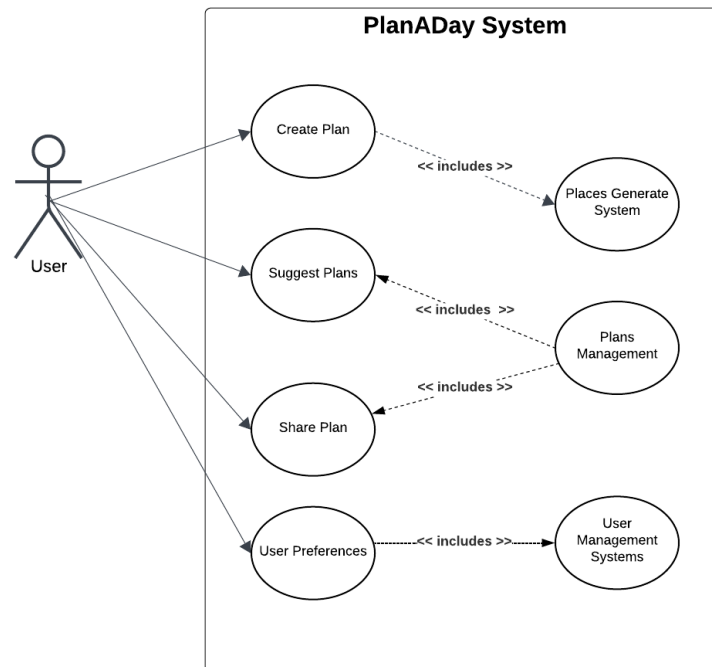 PlanADay System
Create Plan
<< includes >>
Places Generate
System
User
Suggest Plans
<< includes >>
Plans
Management
<< includes >>
Share Plan
User Preferences
<< includes >>
User
Management
Systems